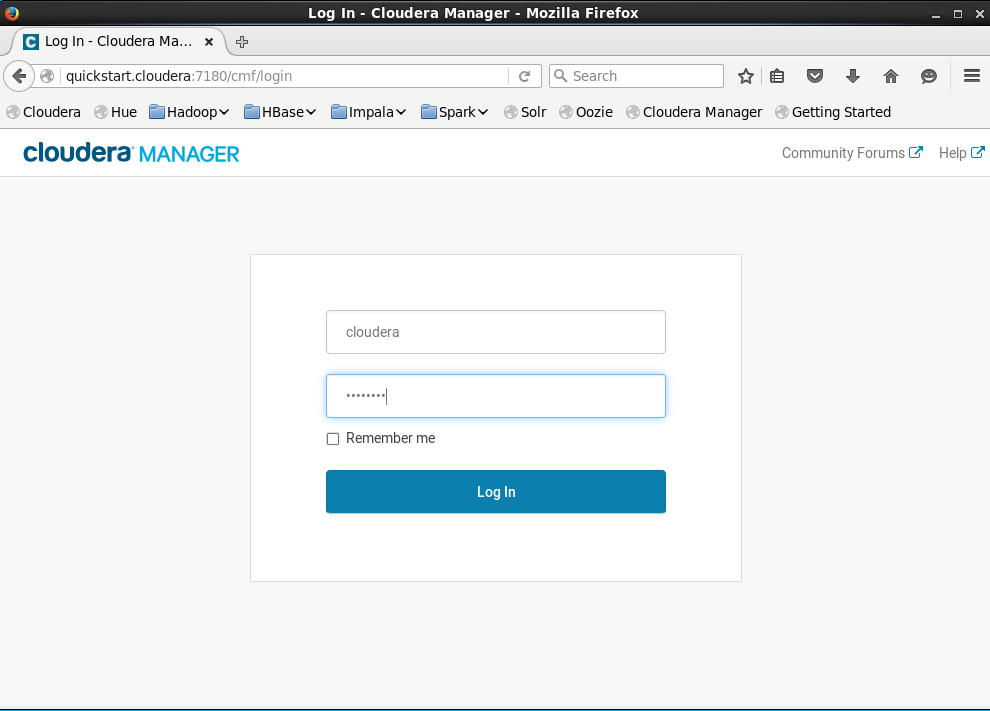 Log In - Cloudera Manager - Mozilla Firefox
Log In - Cloudera Ma...
quickstart.cloudera:7180/cmf/login
Search
Cloudera Hue Hadoop HBase Impala Spark Solr Oozie Cloudera Manager Getting Started
cloudera MANAGER
Community Forums Help
cloudera
••••••••
Remember me
Log In